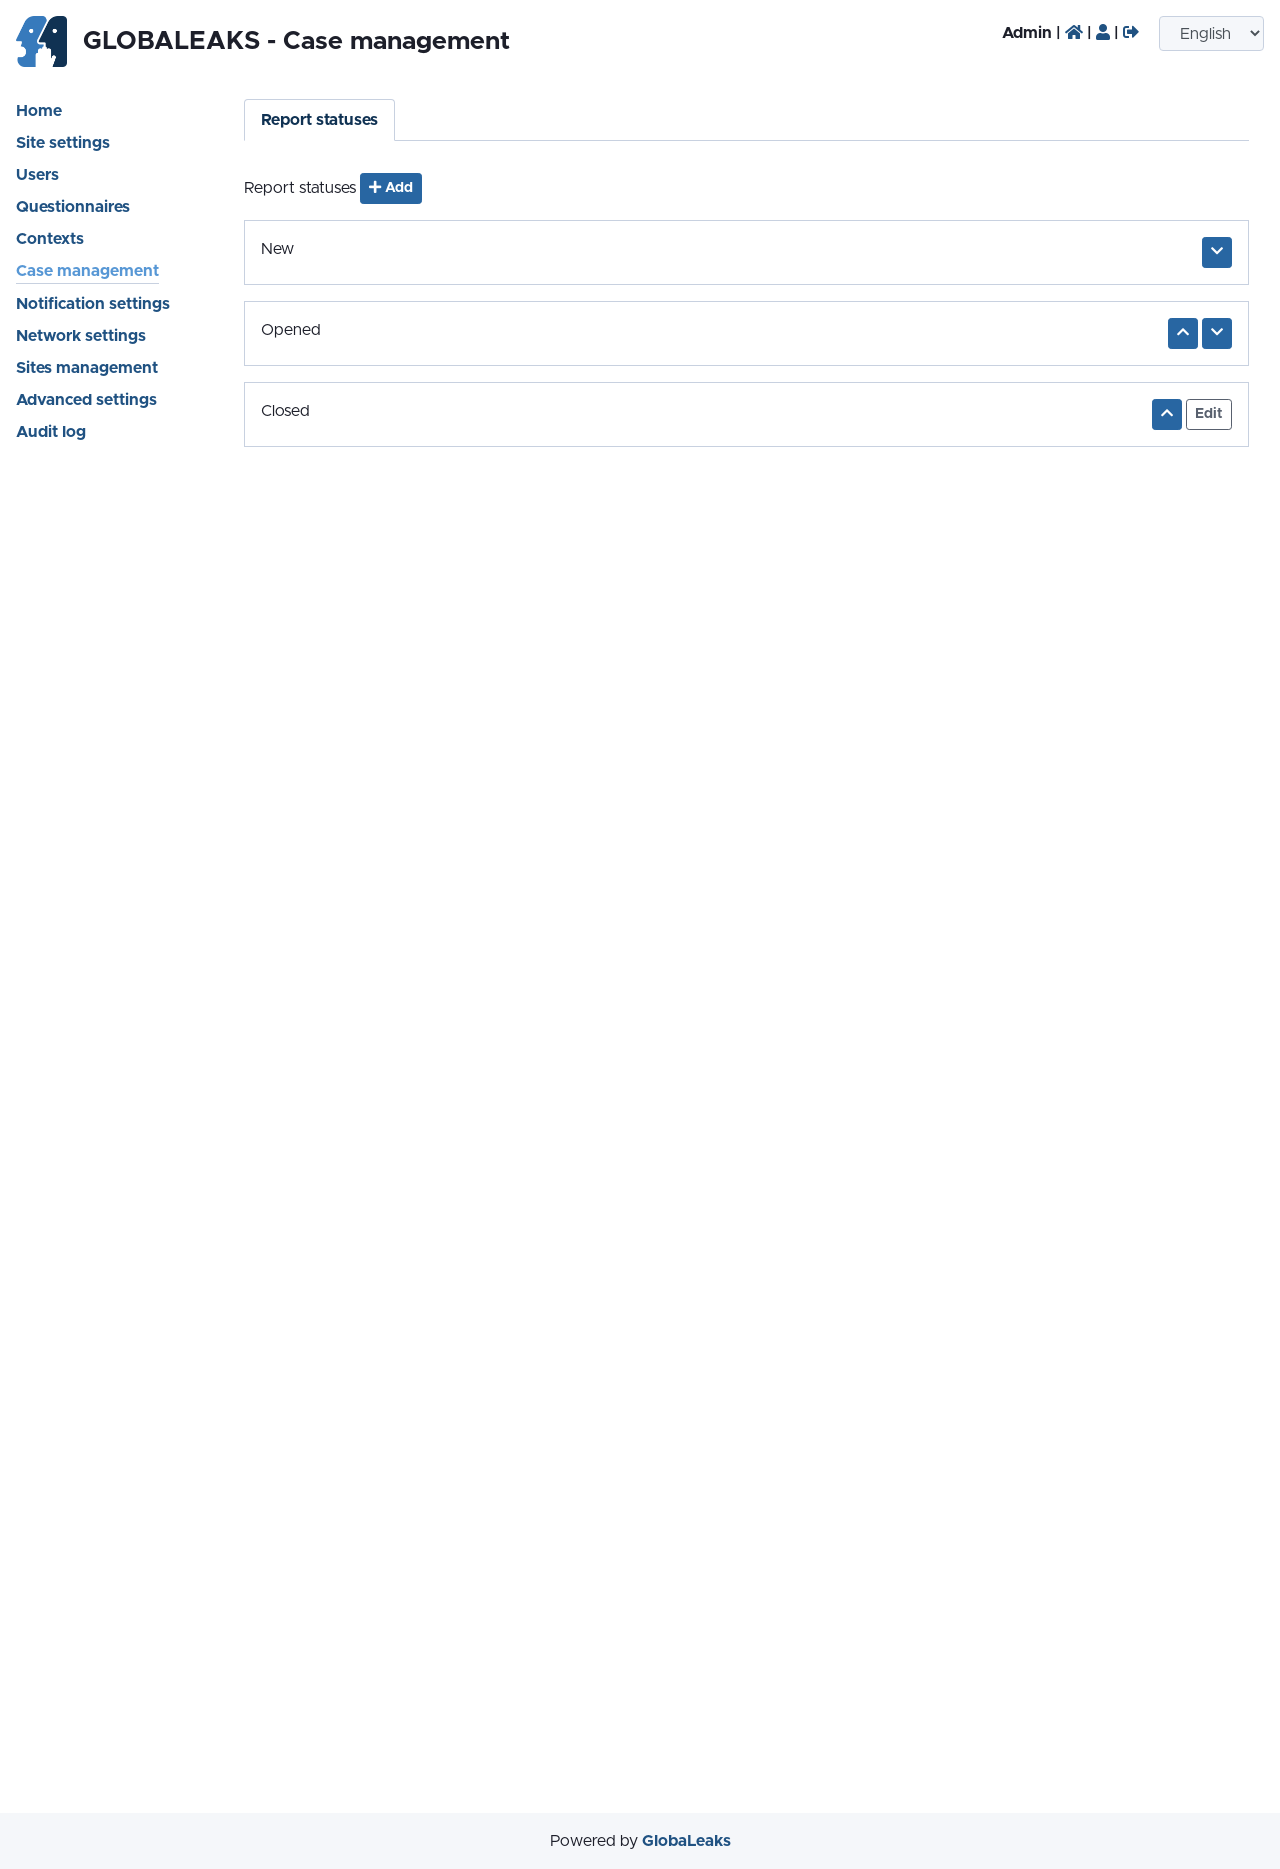 GLOBALEAKS - Case management
Admin | | |
English
Home
Site settings
Users
Questionnaires
Contexts
Case management
Notification settings
Network settings
Sites management
Advanced settings
Audit log
Report statuses
Report statuses
Add
New
Opened
Closed
Edit
Powered by GlobaLeaks